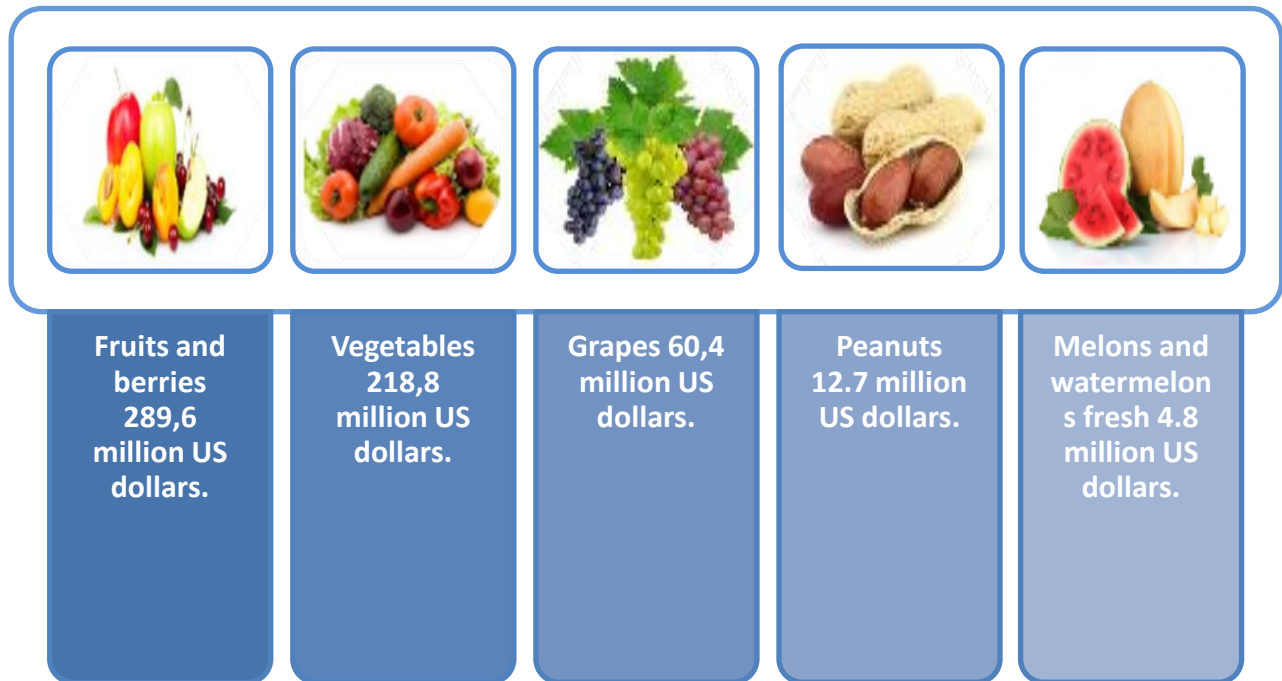 Fruits and
berries
289,6
million US
dollars.
Vegetables
218,8
million US
dollars.
Grapes 60,4
million US
dollars.
Peanuts
12.7 million
US dollars.
Melons and
watermelon
s fresh 4.8
million US
dollars.